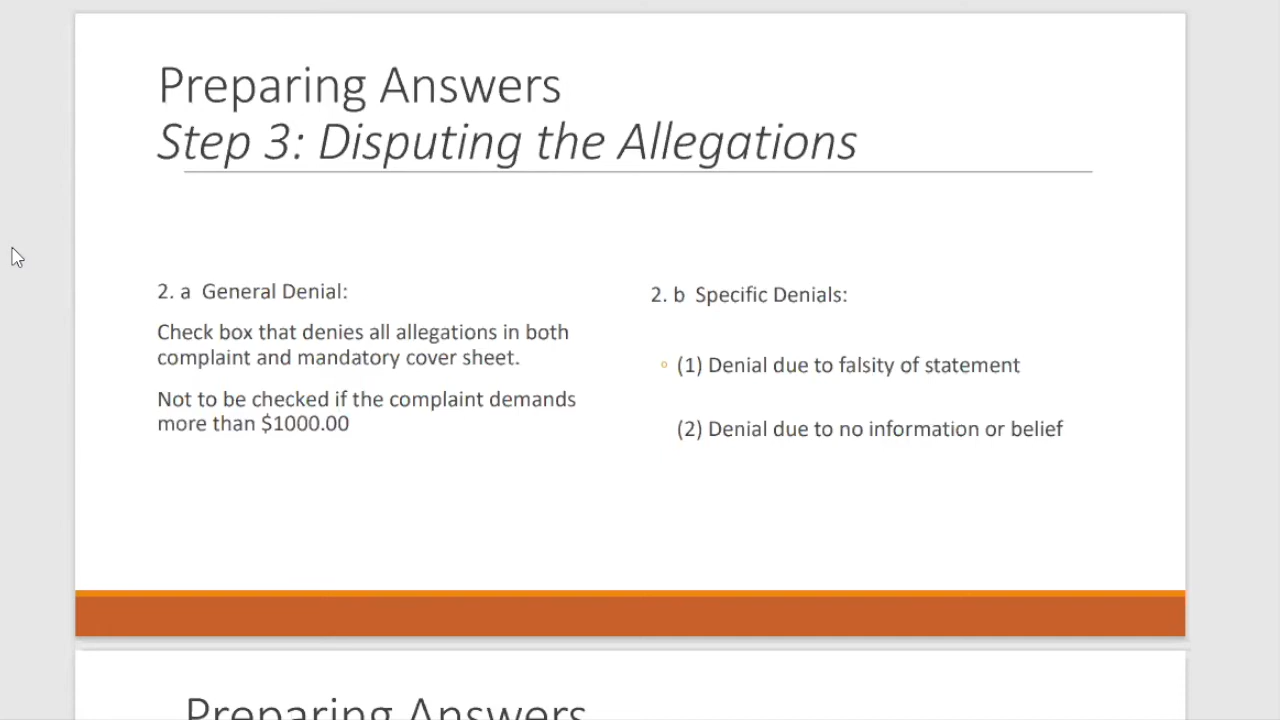 Preparing Answers
Step 3: Disputing the Allegations
2. a  General Denial:
Check box that denies all allegations in both
complaint and mandatory cover sheet.
Not to be checked if the complaint demands
more than $1000.00
2. b  Specific Denials:
(1) Denial due to falsity of statement
(2) Denial due to no information or belief
Preparing Answers